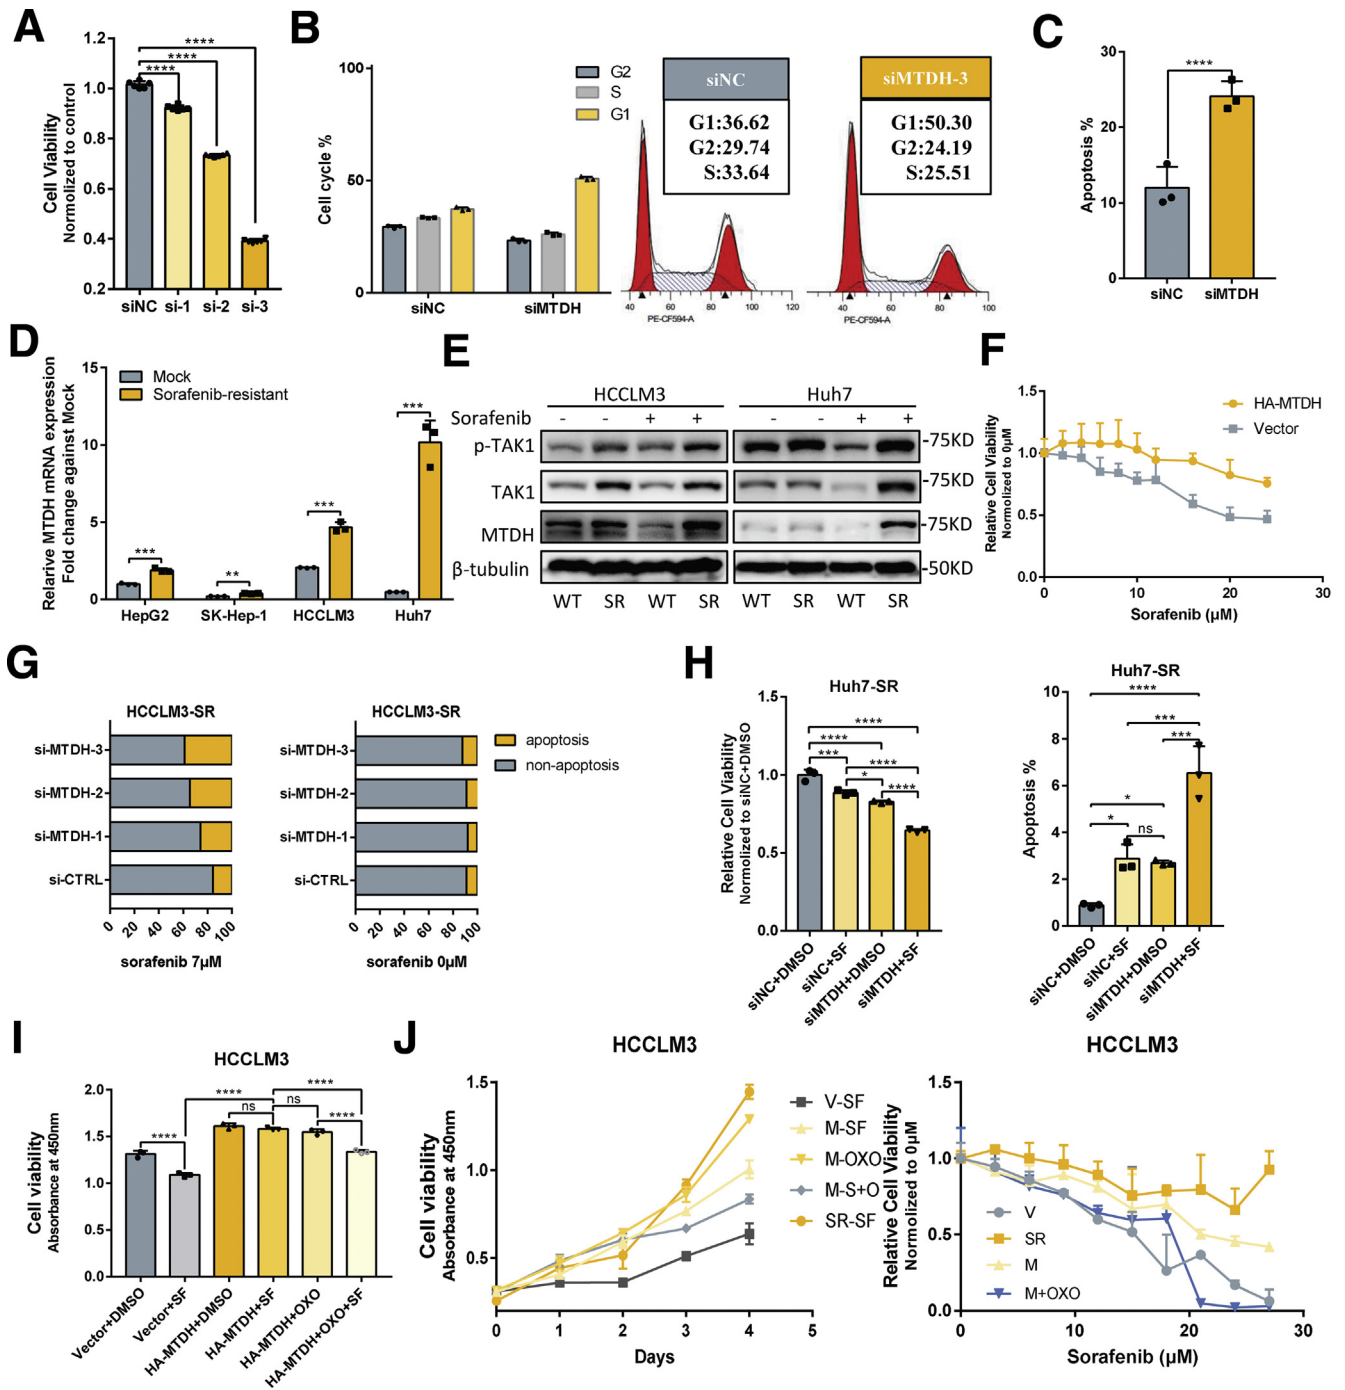 A
Cell Viability
Normolized to control
1.2
1.0
0.8
0.6
0.4
0.2
****
****
****
siNC si-1 si-2 si-3
B
Cell cycle %
100
50
0
G2
S
G1
siNC siMTDH
siNC
G1:36.62
G2:29.74
S:33.64
40 60 80 100 120
PE-CF594-A
siMTDH-3
G1:50.30
G2:24.19
S:25.51
40 60 80 100
PE-CF594-A
C
Apoptosis %
30
20
10
0
****
siNC siMTDH
D
Relarive MTDH mRNA expression
Fold change against Mock
15
10
5
0
Mock
Sorafenib-resistant
***
**
***
***
HepG2 SK-Hep-1 HCCLM3 Huh7
E
HCCLM3 Huh7
Sorafenib - - + + - - + +
p-TAK1 -75KD
TAK1 -75KD
MTDH -75KD
β-tubulin -50KD
WT SR WT SR WT SR WT SR
F
Relative Cell Viability
Normalized to 0μM
1.5
1.0
0.5
0.0
HA-MTDH
Vector
0 10 20 30
Sorafenib (μM)
G
HCCLM3-SR
si-MTDH-3
si-MTDH-2
si-MTDH-1
si-CTRL
0 20 40 60 80 100
sorafenib 7μM
HCCLM3-SR
si-MTDH-3
si-MTDH-2
si-MTDH-1
si-CTRL
0 20 40 60 80 100
sorafenib 0μM
apoptosis
non-apoptosis
H
Huh7-SR
Relative Cell Viability
Normolized to siNC+DMSO
1.5
1.0
0.5
0.0
****
****
***
****
*
****
siNC+DMSO
siNC+SF
siMTDH+DMSO
siMTDH+SF
Huh7-SR
Apoptosis %
10
8
6
4
2
0
****
***
***
*
*
ns
siNC+DMSO
siNC+SF
siMTDH+DMSO
siMTDH+SF
I
HCCLM3
Cell viability
Absorbance at 450nm
2.0
1.5
1.0
0.5
0.0
****
****
ns
****
ns
****
Vector+DMSO
Vector+SF
HA-MTDH+DMSO
HA-MTDH+SF
HA-MTDH+OXO
HA-MTDH+OXO+SF
J
HCCLM3
Cell viability
Absorbance at 450nm
1.5
1.0
0.5
0 1 2 3 4 5
Days
V-SF
M-SF
M-OXO
M-S+O
SR-SF
HCCLM3
Relative Cell Viability
Normolized to 0μM
1.5
1.0
0.5
0.0
V
SR
M
M+OXO
0 10 20 30
Sorafenib (μM)